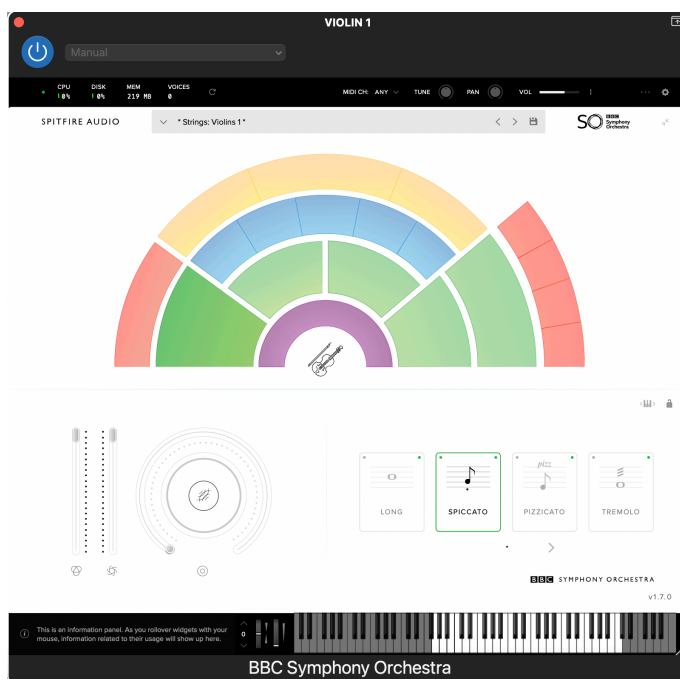 VIOLIN 1
Manual
CPU DISK MEM VOICES
0% 0% 219 MB 0
MIDI CH: ANY TUNE PAN VOL
SPITFIRE AUDIO
* Strings: Violins 1 *
SO BBC Symphony Orchestra
pizz
LONG SPICCATO PIZZICATO TREMOLO
BBC SYMPHONY ORCHESTRA
v1.7.0
This is an information panel. As you rollover widgets with your
mouse, information related to their usage will show up here.
0
BBC Symphony Orchestra